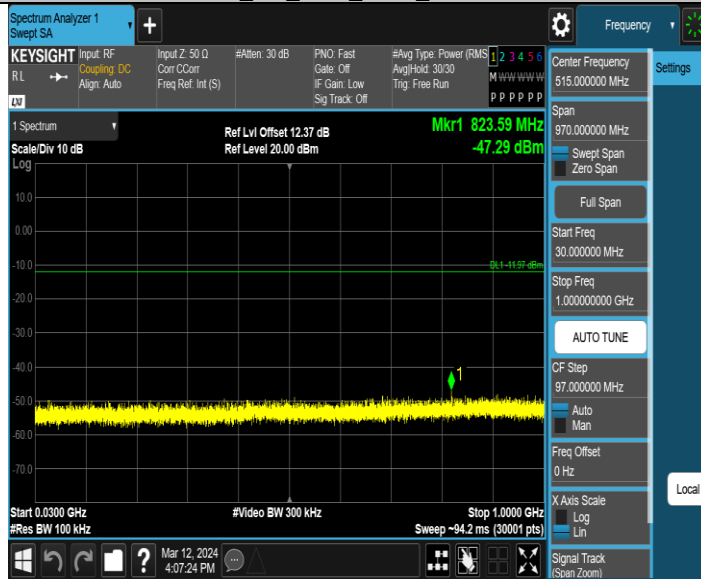 Spectrum Analyzer 1
Swept SA
Frequency
KEYSIGHT
RL
LXI
Input: RF
Coupling: DC
Align: Auto
Input Z: 50 Ω
Corr CCorr
Freq Ref: Int (S)
#Atten: 30 dB
PNO: Fast
Gate: Off
IF Gain: Low
Sig Track: Off
#Avg Type: Power (RMS
Avg|Hold: 30/30
Trig: Free Run
1 2 3 4 5 6
M W W W W W
P P P P P P
1 Spectrum
Scale/Div 10 dB
Log
Ref Lvl Offset 12.37 dB
Ref Level 20.00 dBm
Mkr1 823.59 MHz
-47.29 dBm
10.0
0.00
-10.0
-20.0
-30.0
-40.0
-50.0
-60.0
-70.0
DL1 -11.97 dBm
1
Start 0.0300 GHz
#Res BW 100 kHz
#Video BW 300 kHz
Stop 1.0000 GHz
Sweep ~94.2 ms (30001 pts)
Mar 12, 2024
4:07:24 PM
Center Frequency
515.000000 MHz
Span
970.000000 MHz
Swept Span
Zero Span
Full Span
Start Freq
30.000000 MHz
Stop Freq
1.000000000 GHz
AUTO TUNE
CF Step
97.000000 MHz
Auto
Man
Freq Offset
0 Hz
X Axis Scale
Log
Lin
Signal Track
(Span Zoom)
Settings
Local